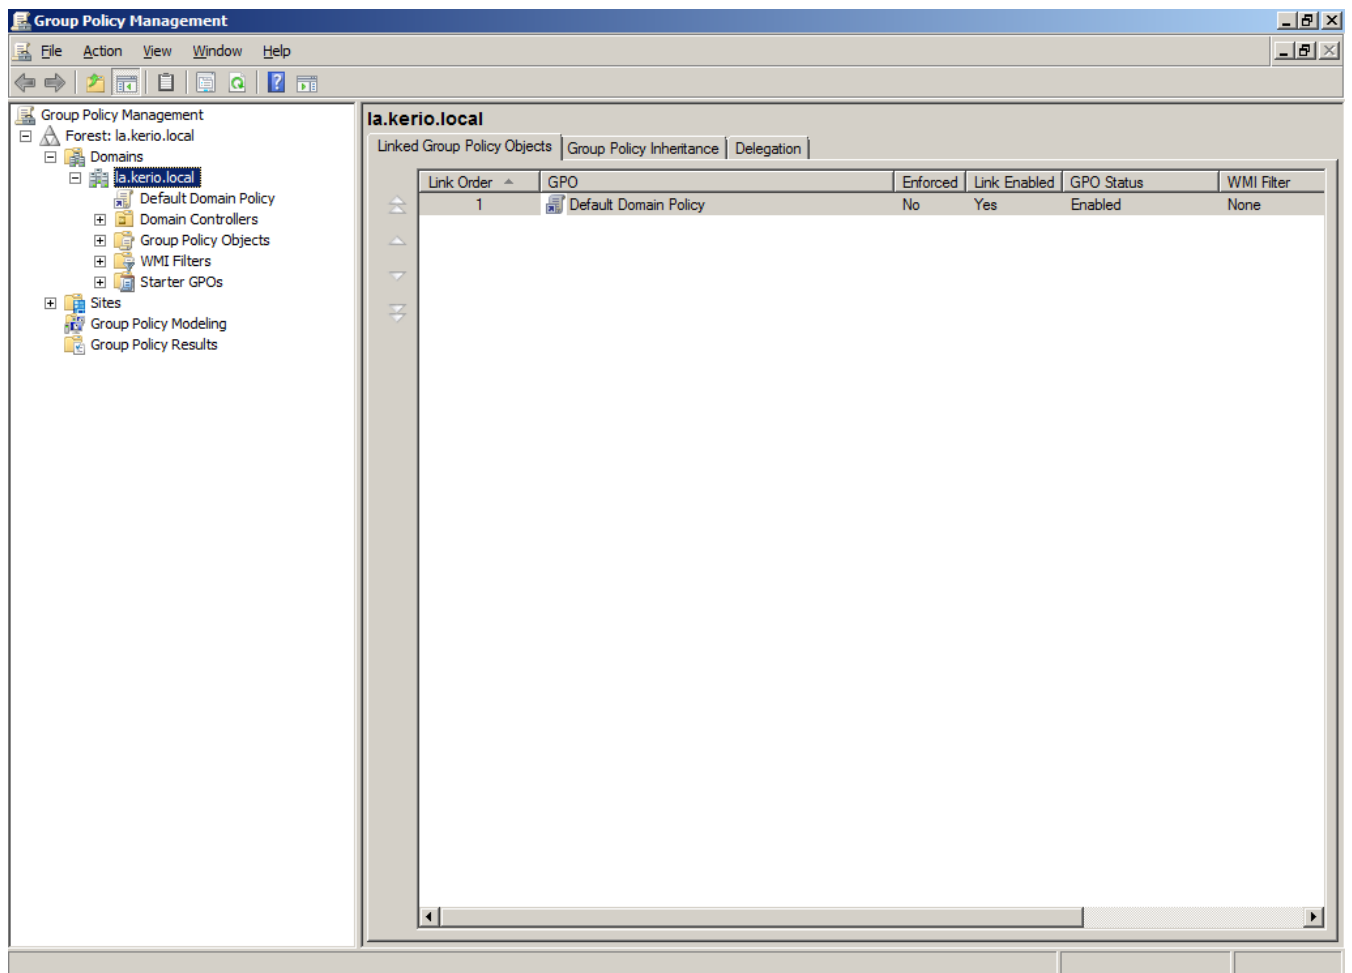 Group Policy Management
File Action View Window Help
Group Policy Management
Forest: la.kerio.local
Domains
la.kerio.local
Default Domain Policy
Domain Controllers
Group Policy Objects
WMI Filters
Starter GPOs
Sites
Group Policy Modeling
Group Policy Results
la.kerio.local
Linked Group Policy Objects Group Policy Inheritance Delegation
Link Order GPO Enforced Link Enabled GPO Status WMI Filter
1 Default Domain Policy No Yes Enabled None